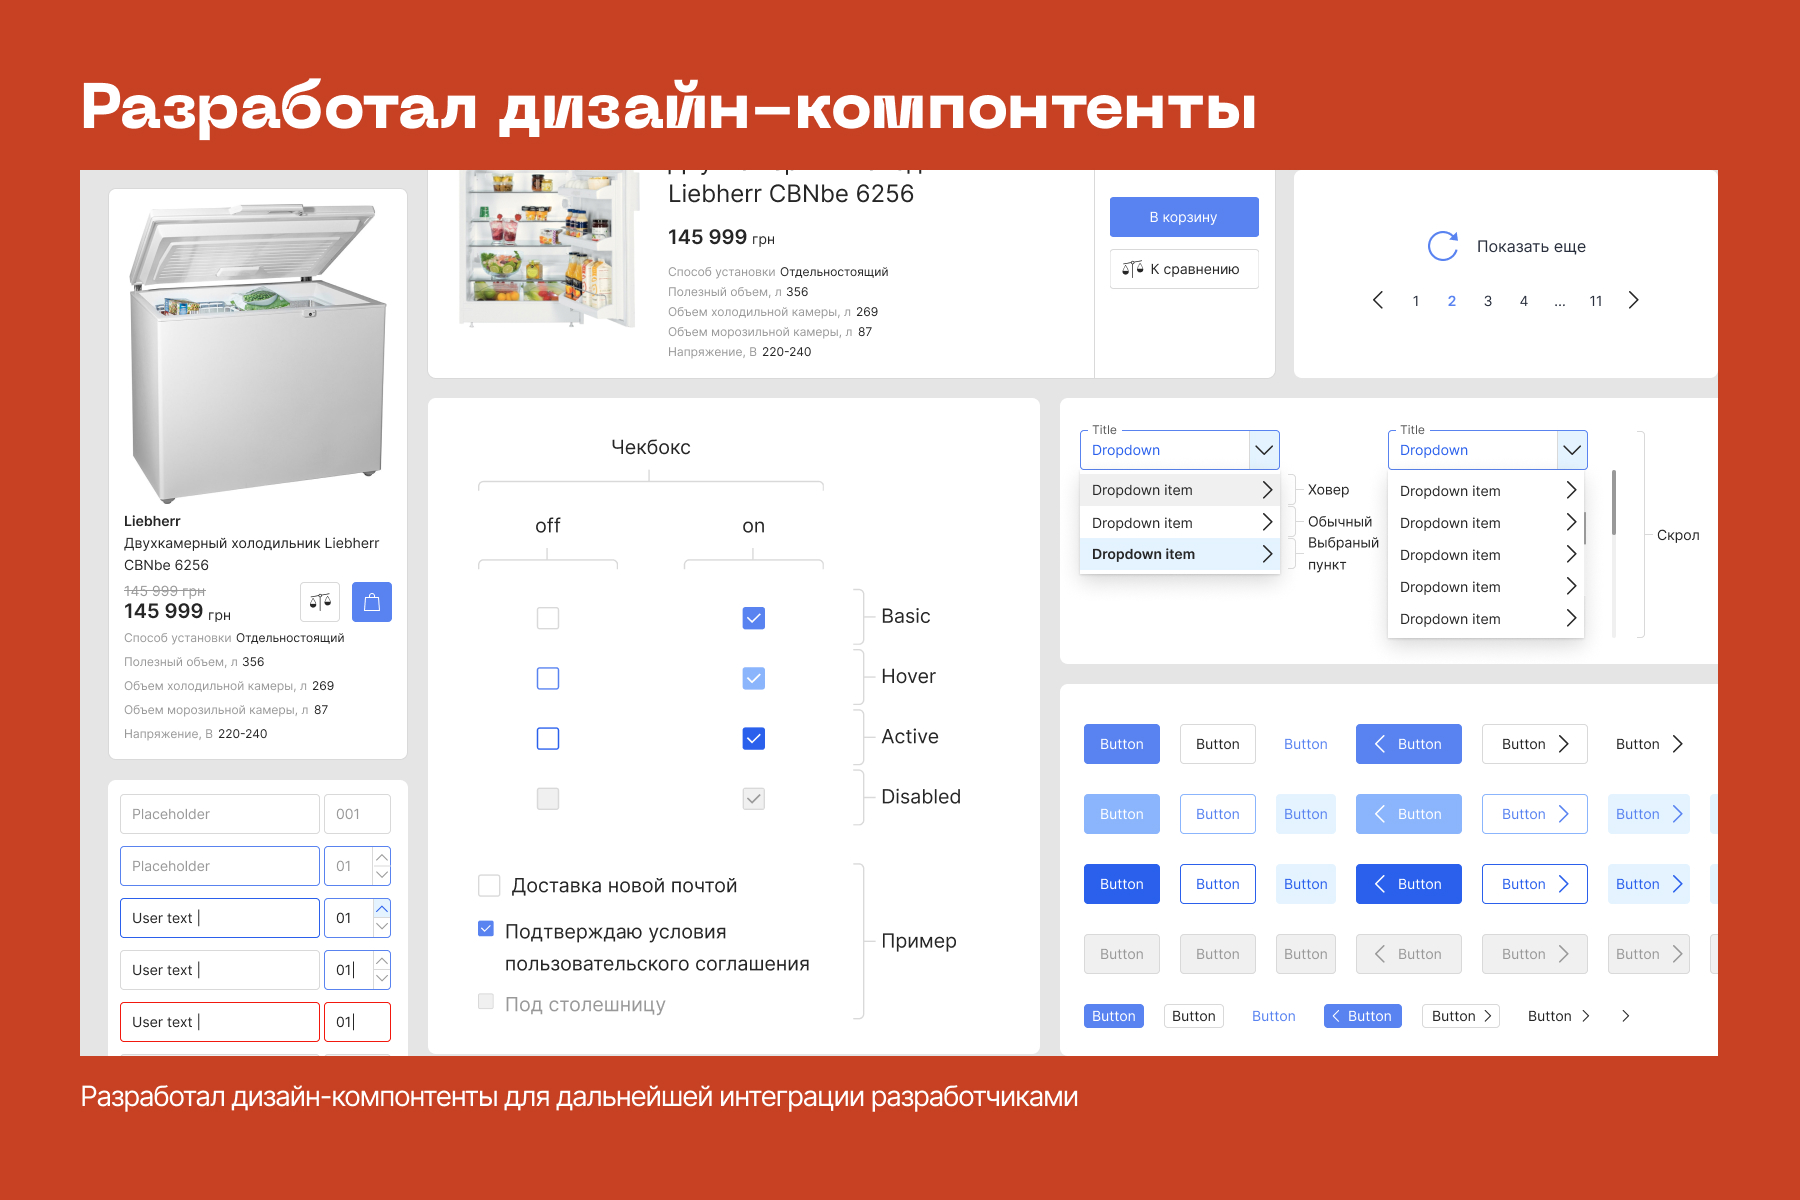 Разработал дизайн-компонтенты
Liebherr CBNbe 6256
145 999 грн
Способ установки Отдельностоящий
Полезный объем, л 356
Объем холодильной камеры, л 269
Объем морозильной камеры, л 87
Напряжение, В 220-240
В корзину
К сравнению
Показать еще
1 2 3 4 ... 11
Liebherr
Двухкамерный холодильник Liebherr
CBNbe 6256
145 999 грн
145 999 грн
Способ установки Отдельностоящий
Полезный объем, л 356
Объем холодильной камеры, л 269
Объем морозильной камеры, л 87
Напряжение, В 220-240
Placeholder 001
Placeholder 01
User text | 01
User text | 01|
User text | 01|
Чекбокс
off on
Basic
Hover
Active
Disabled
Доставка новой почтой
Подтверждаю условия
пользовательского соглашения
Под столешницу
Пример
Title
Dropdown
Dropdown item
Dropdown item
Dropdown item
Ховер
Обычный
Выбраный
пункт
Title
Dropdown
Dropdown item
Dropdown item
Dropdown item
Dropdown item
Dropdown item
Скрол
Button Button Button Button Button Button
Button Button Button Button Button Button
Button Button Button Button Button Button
Button Button Button Button Button Button
Button Button Button Button Button Button
Разработал дизайн-компонтенты для дальнейшей интеграции разработчиками